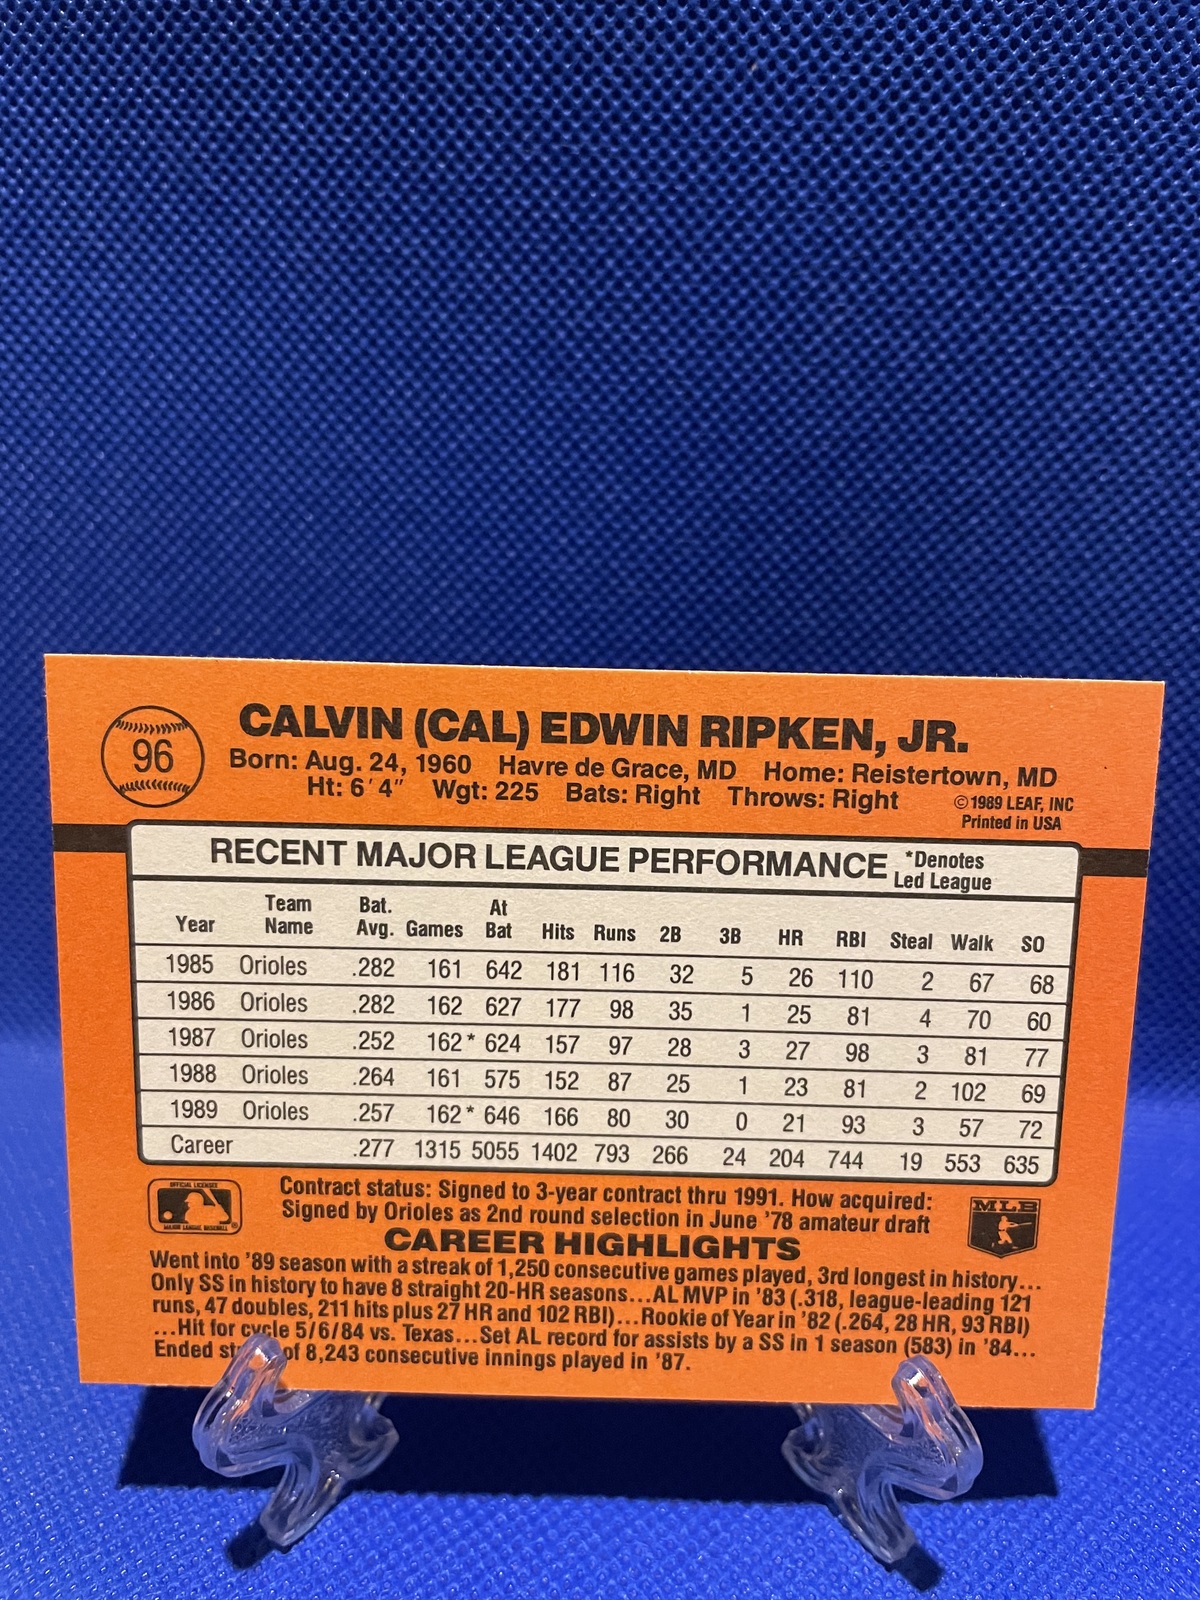 96
CALVIN (CAL) EDWIN RIPKEN, JR.
Born: Aug. 24, 1960 Havre de Grace, MD Home: Reistertown, MD
Ht: 6'4" Wgt: 225 Bats: Right Throws: Right
©1989 LEAF, INC
Printed in USA
RECENT MAJOR LEAGUE PERFORMANCE
*Denotes
Led League
Year Team Name Bat. Avg. Games At Bat Hits Runs 2B 3B HR RBI Steal Walk SO
1985 Orioles .282 161 642 181 116 32 5 26 110 2 67 68
1986 Orioles .282 162 627 177 98 35 1 25 81 4 70 60
1987 Orioles .252 162* 624 157 97 28 3 27 98 3 81 77
1988 Orioles .264 161 575 152 87 25 1 23 81 2 102 69
1989 Orioles .257 162* 646 166 80 30 0 21 93 3 57 72
Career .277 1315 5055 1402 793 266 24 204 744 19 553 635
OFFICIAL LICENSEE
MAJOR LEAGUE BASEBALL
®
Contract status: Signed to 3-year contract thru 1991. How acquired:
Signed by Orioles as 2nd round selection in June '78 amateur draft
MLB
CAREER HIGHLIGHTS
Went into '89 season with a streak of 1,250 consecutive games played, 3rd longest in history...
Only SS in history to have 8 straight 20-HR seasons...AL MVP in '83 (.318, league-leading 121
runs, 47 doubles, 211 hits plus 27 HR and 102 RBI)...Rookie of Year in '82 (.264, 28 HR, 93 RBI)
...Hit for cycle 5/6/84 vs. Texas...Set AL record for assists by a SS in 1 season (583) in '84...
Ended of 8,243 consecutive innings played in '87.